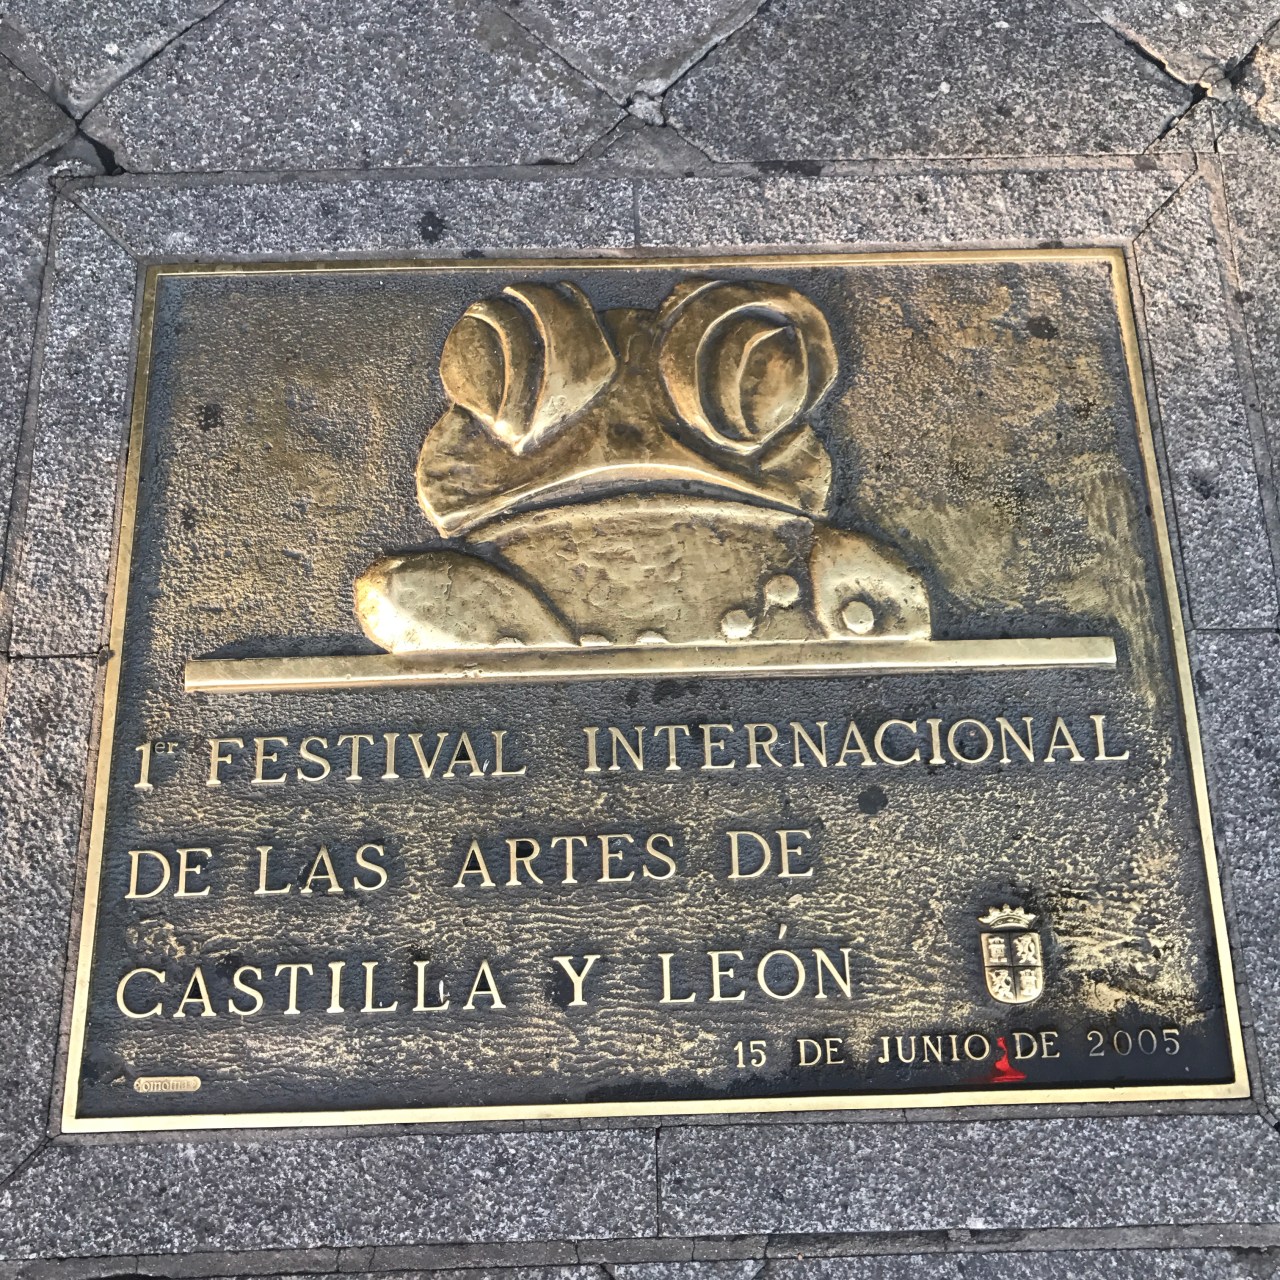 1er FESTIVAL INTERNACIONAL
DE LAS ARTES DE
CASTILLA Y LEÓN
15 DE JUNIO DE 2005